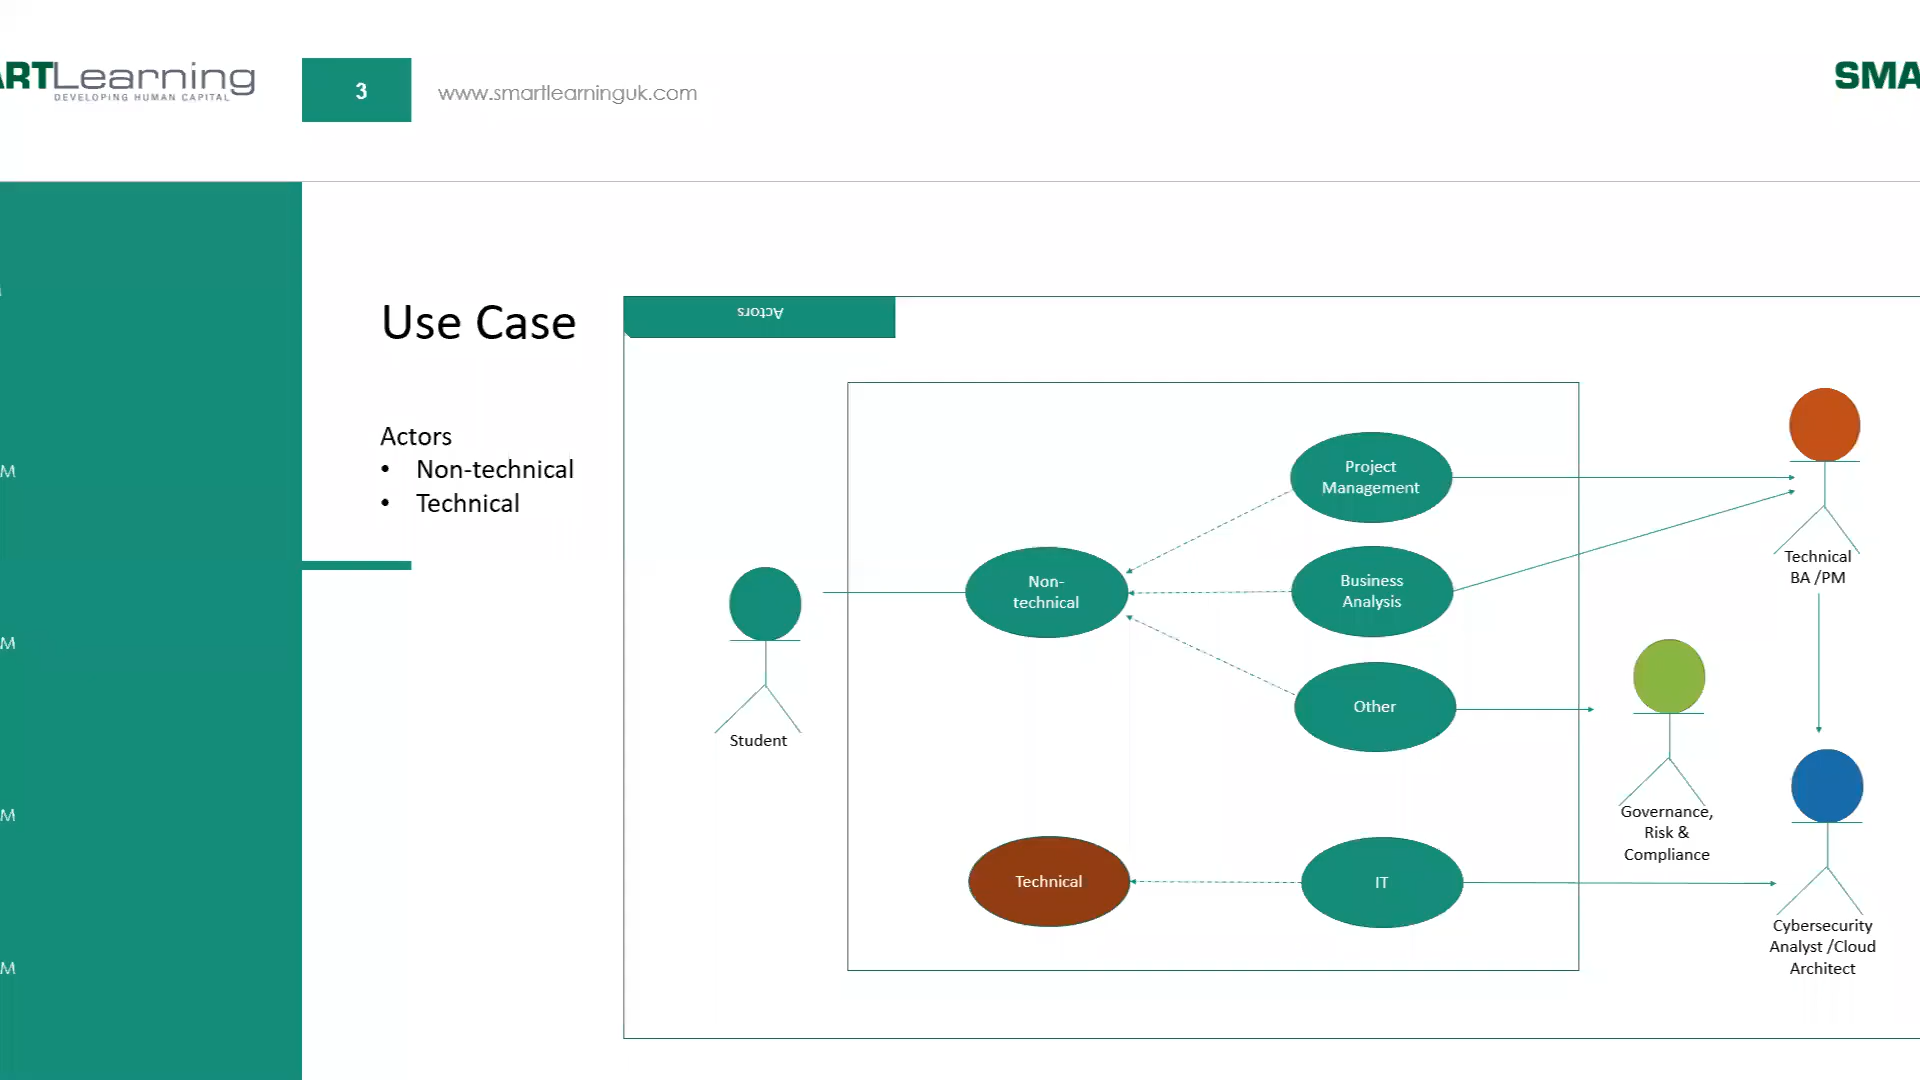 ARTLearning
DEVELOPING HUMAN CAPITAL
3
www.smartlearninguk.com
SMA
Use Case
Actors
• Non-technical
• Technical
Actors
Project
Management
Non-
technical
Business
Analysis
Other
Technical
IT
Student
Technical
BA /PM
Governance,
Risk &
Compliance
Cybersecurity
Analyst /Cloud
Architect
M
M
M
M